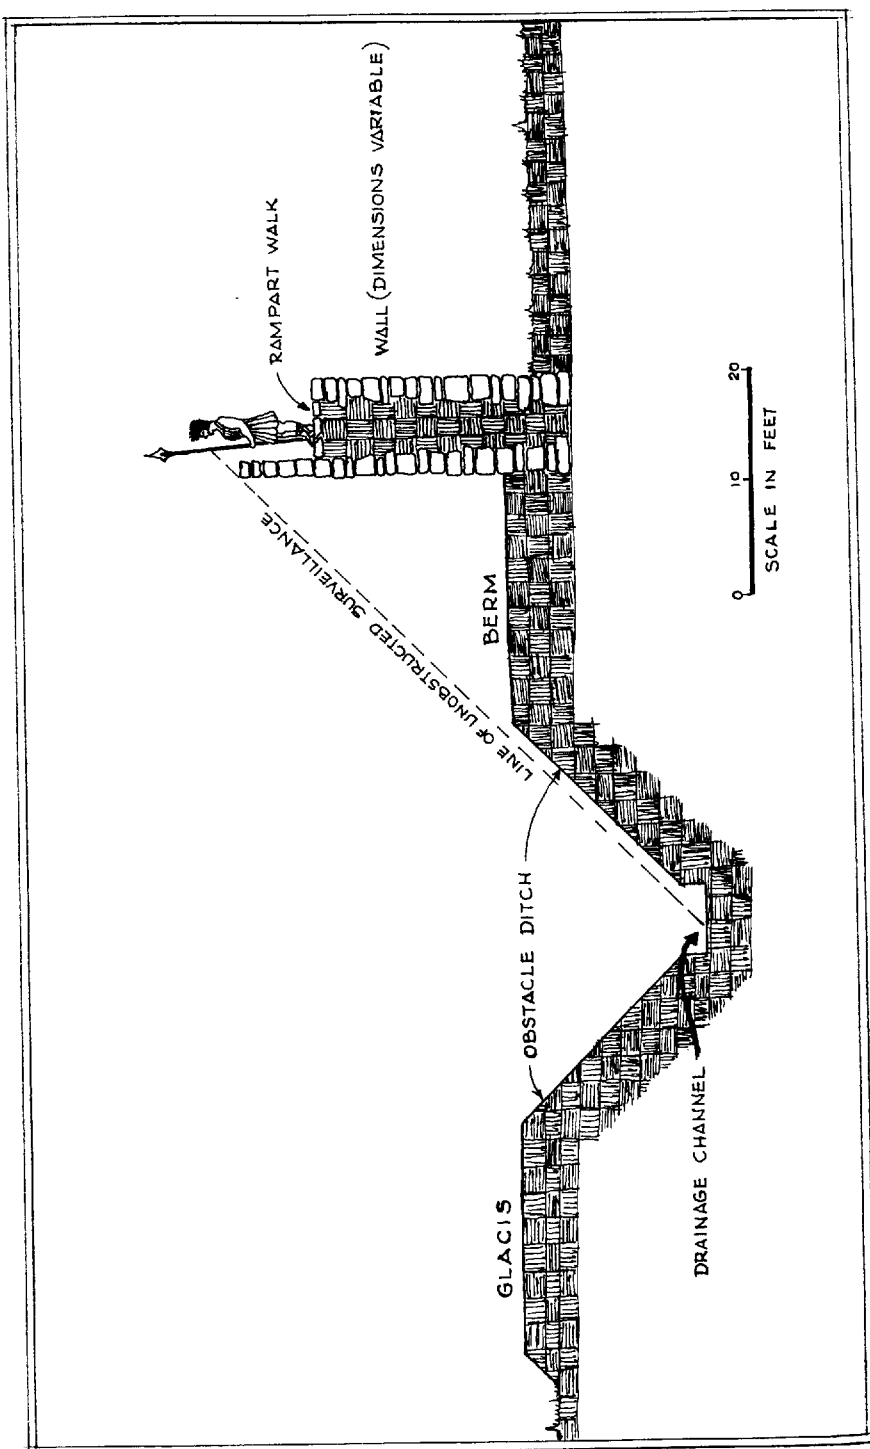 RAMPART WALK
WALL (DIMENSIONS VARIABLE)
LINE OF UNOBSTRUCTED SURVEILLANCE
GLACIS
OBSTACLE DITCH
BERM
DRAINAGE CHANNEL
0 10 20
SCALE IN FEET